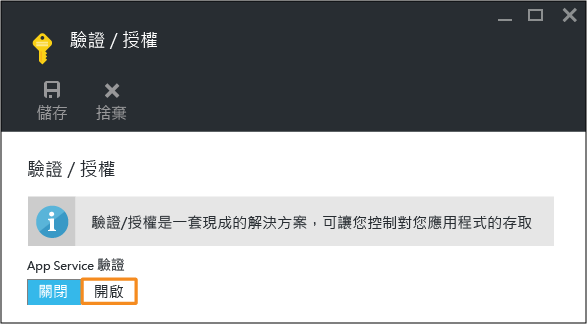 驗證 / 授權
儲存 捨棄
驗證 / 授權
驗證/授權是一套現成的解決方案，可讓您控制對您應用程式的存取
App Service 驗證
關閉 開啟